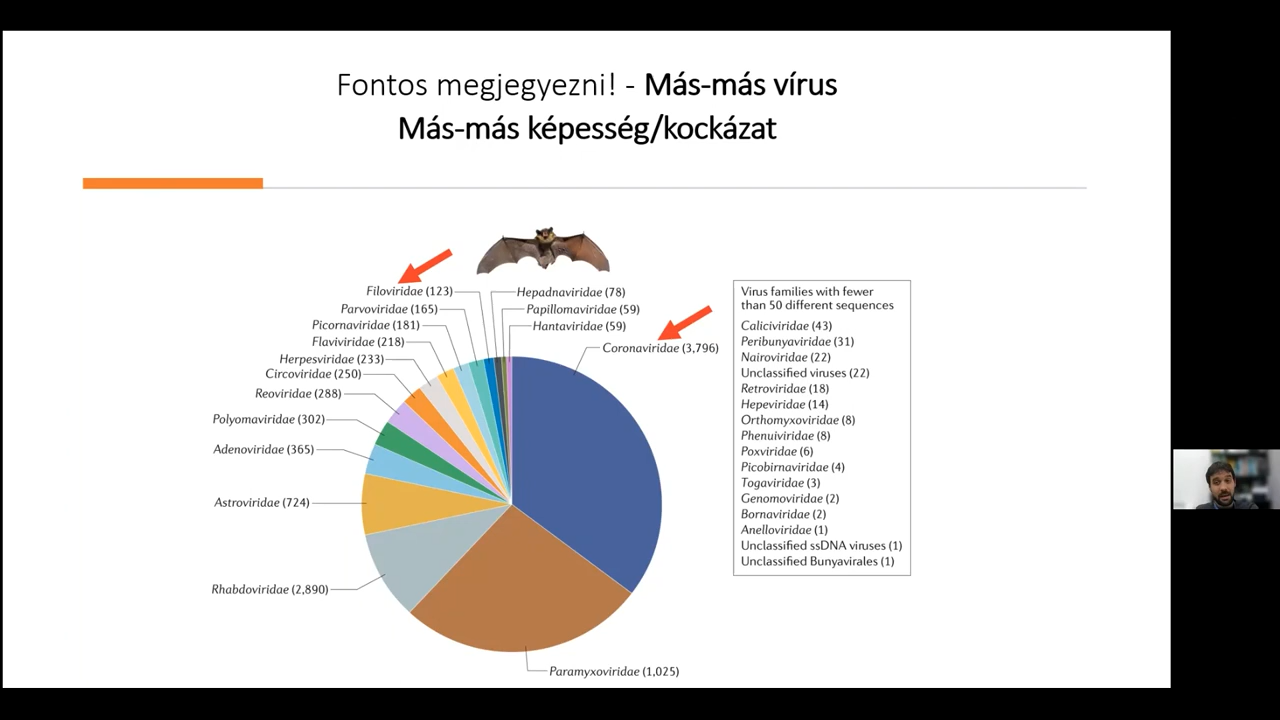 Fontos megjegyezni! - Más-más vírus
Más-más képesség/kockázat
Filoviridae (123)
Parvoviridae (165)
Picornaviridae (181)
Flaviviridae (218)
Herpesviridae (233)
Circoviridae (250)
Reoviridae (288)
Polyomaviridae (302)
Adenoviridae (365)
Astroviridae (724)
Rhabdoviridae (2,890)
Paramyxoviridae (1,025)
Hepadnaviridae (78)
Papillomaviridae (59)
Hantaviridae (59)
Coronaviridae (3,796)
Virus families with fewer
than 50 different sequences
Caliciviridae (43)
Peribunyaviridae (31)
Nairoviridae (22)
Unclassified viruses (22)
Retroviridae (18)
Hepeviridae (14)
Orthomyxoviridae (8)
Phenuiviridae (8)
Poxviridae (6)
Picobirnaviridae (4)
Togaviridae (3)
Genomoviridae (2)
Bornaviridae (2)
Anelloviridae (1)
Unclassified ssDNA viruses (1)
Unclassified Bunyavirales (1)